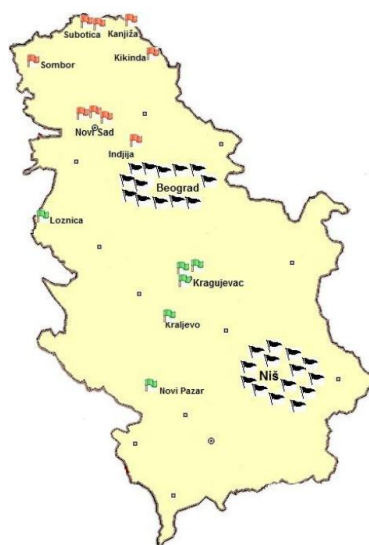 Subotica Kanjiža
Kikinda
Sombor
Novi Sad
Indjija
Beograd
Loznica
Kragujevac
Kraljevo
Niš
Novi Pazar